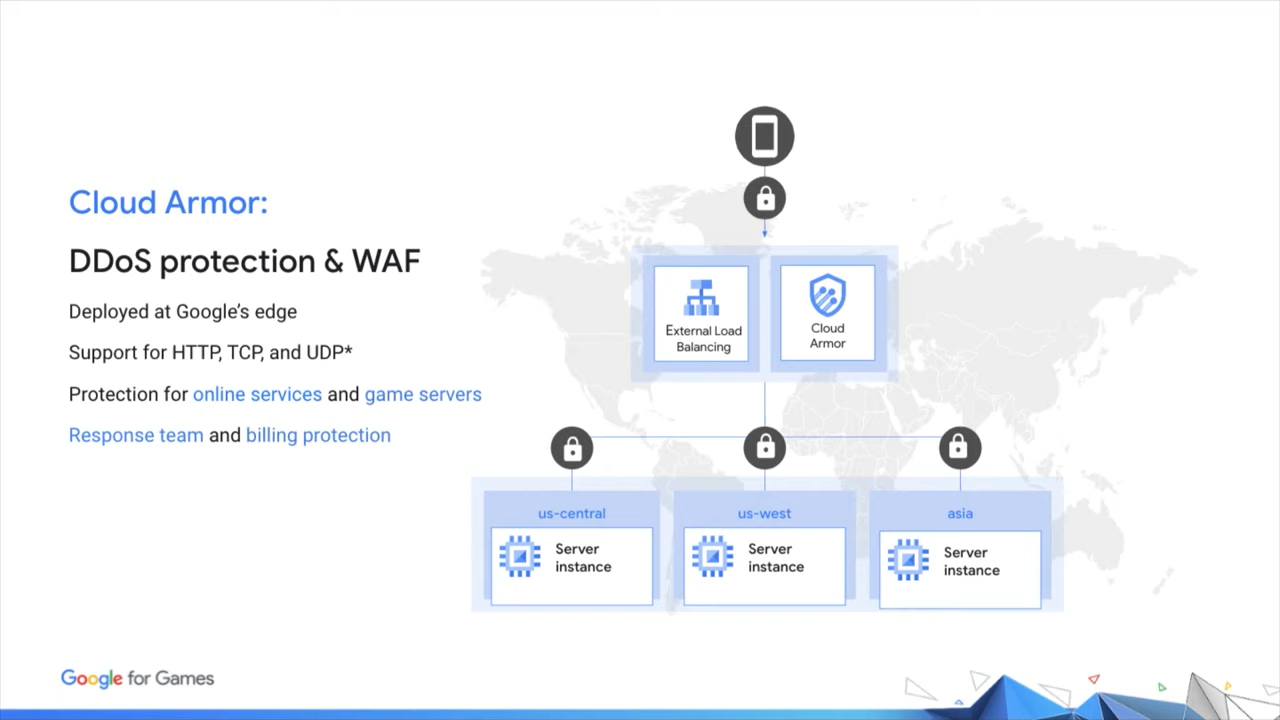 Cloud Armor:
DDoS protection & WAF
Deployed at Google’s edge
Support for HTTP, TCP, and UDP*
Protection for online services and game servers
Response team and billing protection
External Load
Balancing
Cloud
Armor
us-central
Server
instance
us-west
Server
instance
asia
Server
instance
Google for Games